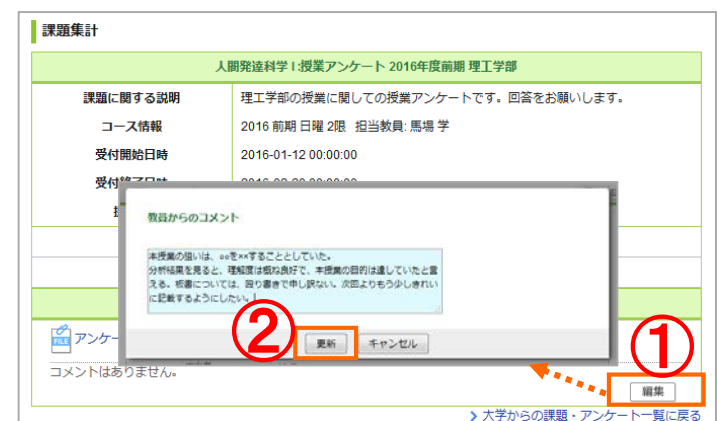 課題集計
人間発達科学Ⅰ:授業アンケート 2016年度前期 理工学部
課題に関する説明
理工学部の授業に関しての授業アンケートです。回答をお願いします。
コース情報
2016 前期 日曜 2限 担当教員: 馬場 学
受付開始日時
2016-01-12 00:00:00
受付終了日時
教員からのコメント
本授業の狙いは、○○を××することとしていた。
分析結果を見ると、理解度は概ね良好で、本授業の目的は達していたと言
える。板書については、殴り書きで申し訳ない。次回よりもう少しきれい
に記載するようにしたい。
② 更新 キャンセル
①
FILE アンケー
コメントはありません。
編集
> 大学からの課題・アンケート一覧に戻る